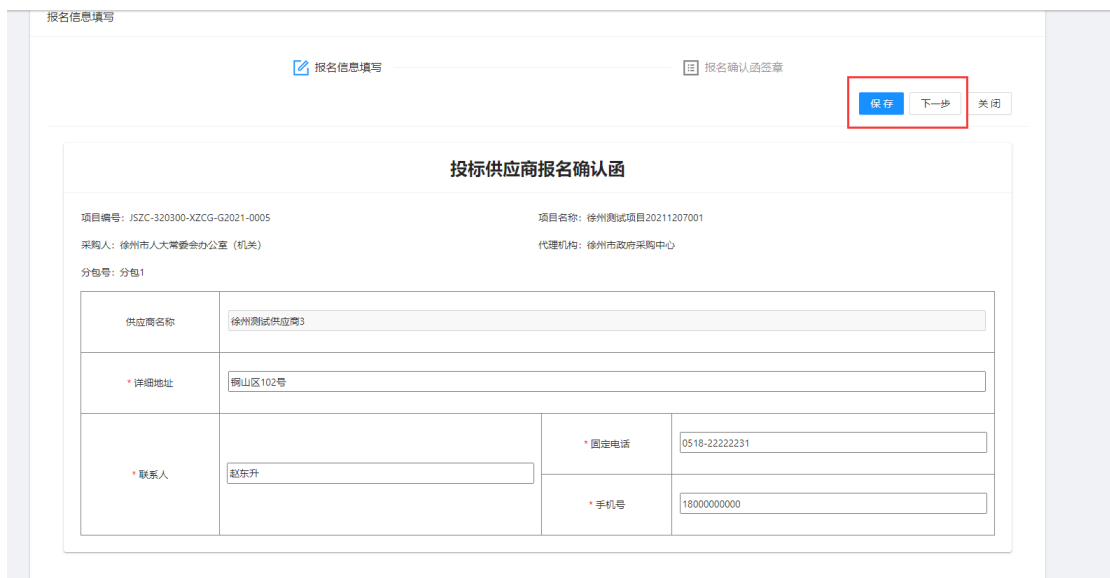 报名信息填写
报名信息填写 报名确认函签章
保存 下一步 关闭
投标供应商报名确认函
项目编号：JSZC-320300-XZCG-G2021-0005 项目名称：徐州测试项目20211207001
采购人：徐州市人大常委会办公室（机关） 代理机构：徐州市政府采购中心
分包号：分包1
供应商名称 徐州测试供应商3
* 详细地址 铜山区102号
* 固定电话 0518-22222231
* 联系人 赵东升
* 手机号 18000000000